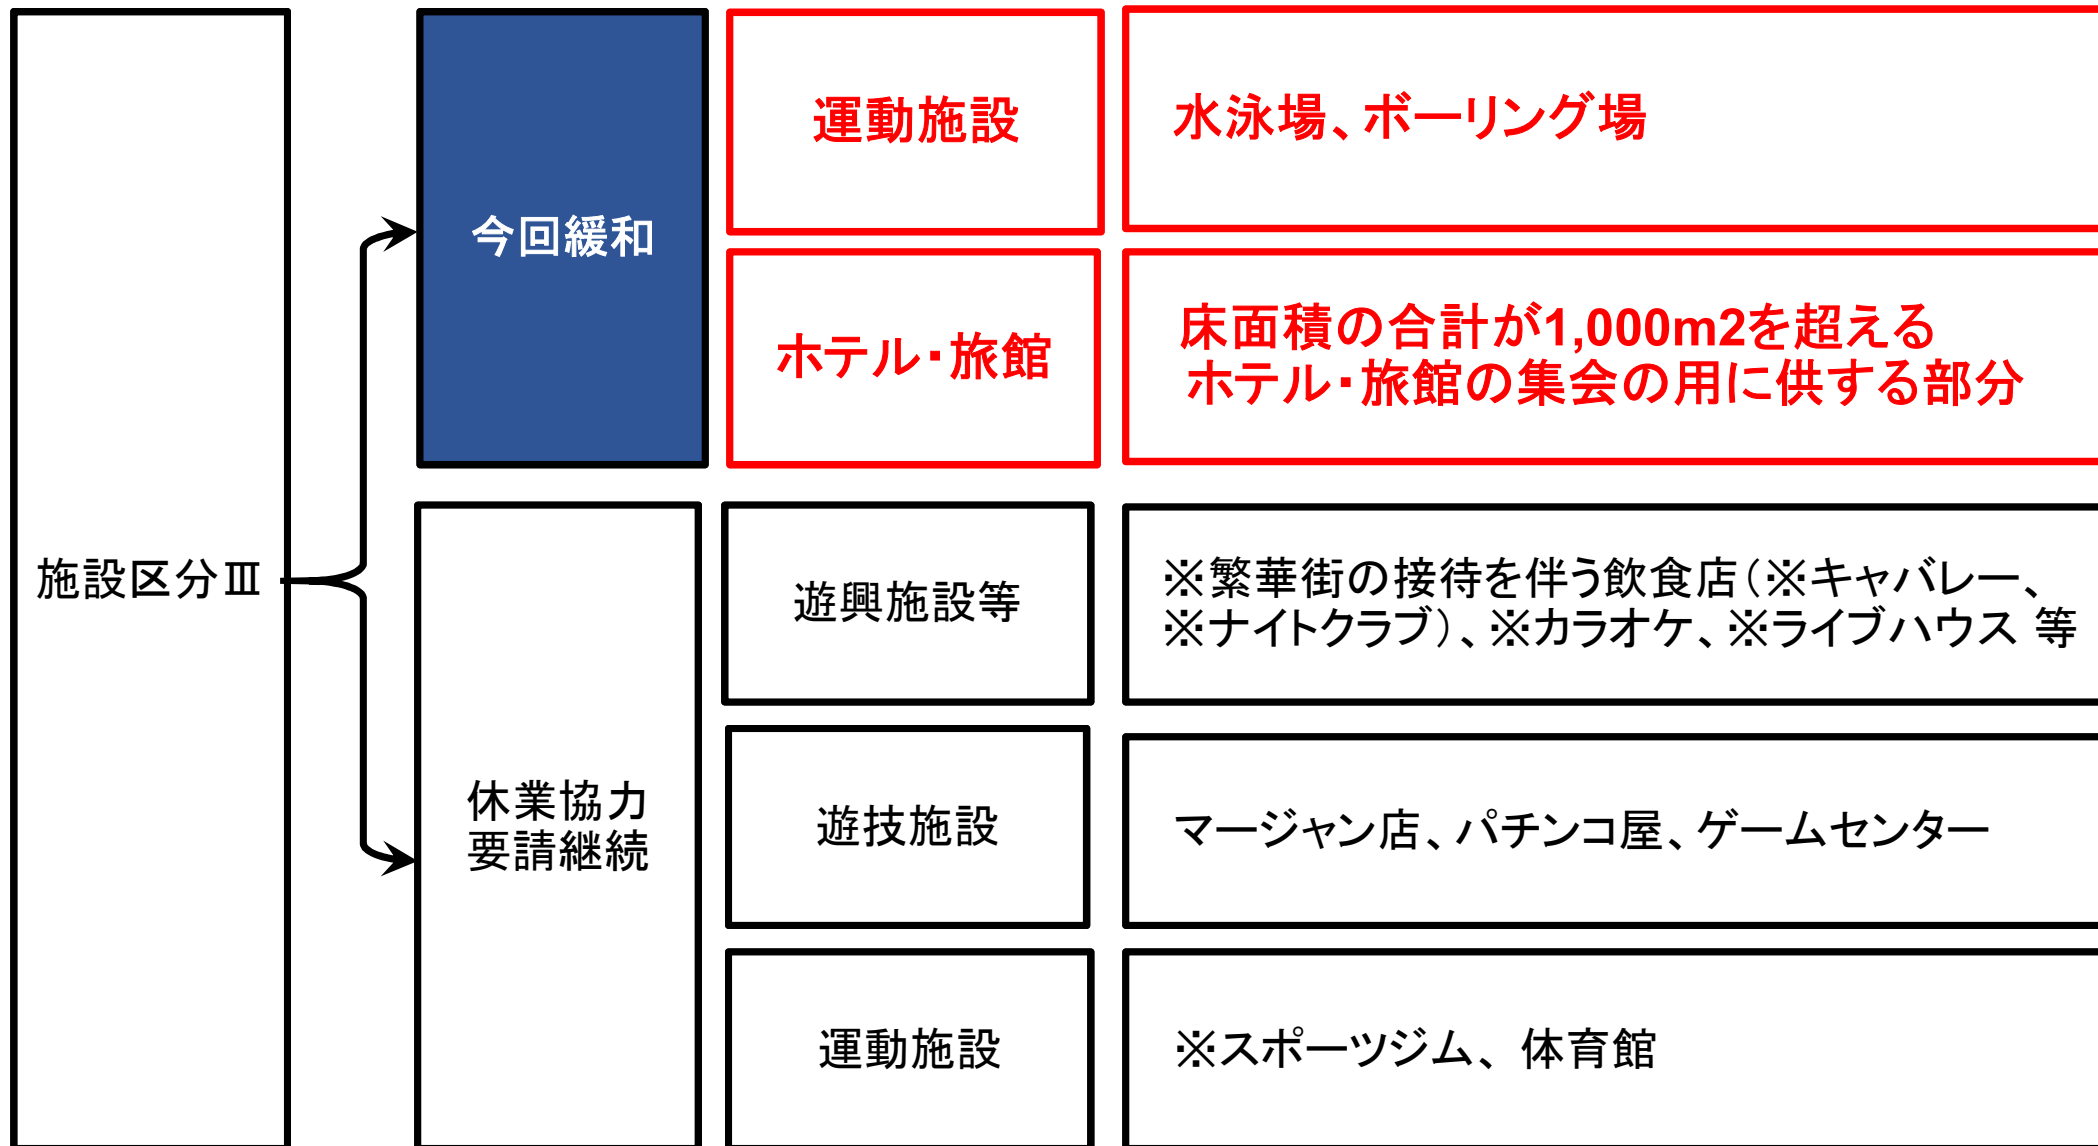 施設区分Ⅲ
今回緩和
運動施設
水泳場、ボーリング場
ホテル・旅館
床面積の合計が1,000m2を超える
ホテル・旅館の集会の用に供する部分
休業協力
要請継続
遊興施設等
※繁華街の接待を伴う飲食店（※キャバレー、
※ナイトクラブ）、※カラオケ、※ライブハウス 等
遊技施設
マージャン店、パチンコ屋、ゲームセンター
運動施設
※スポーツジム、体育館